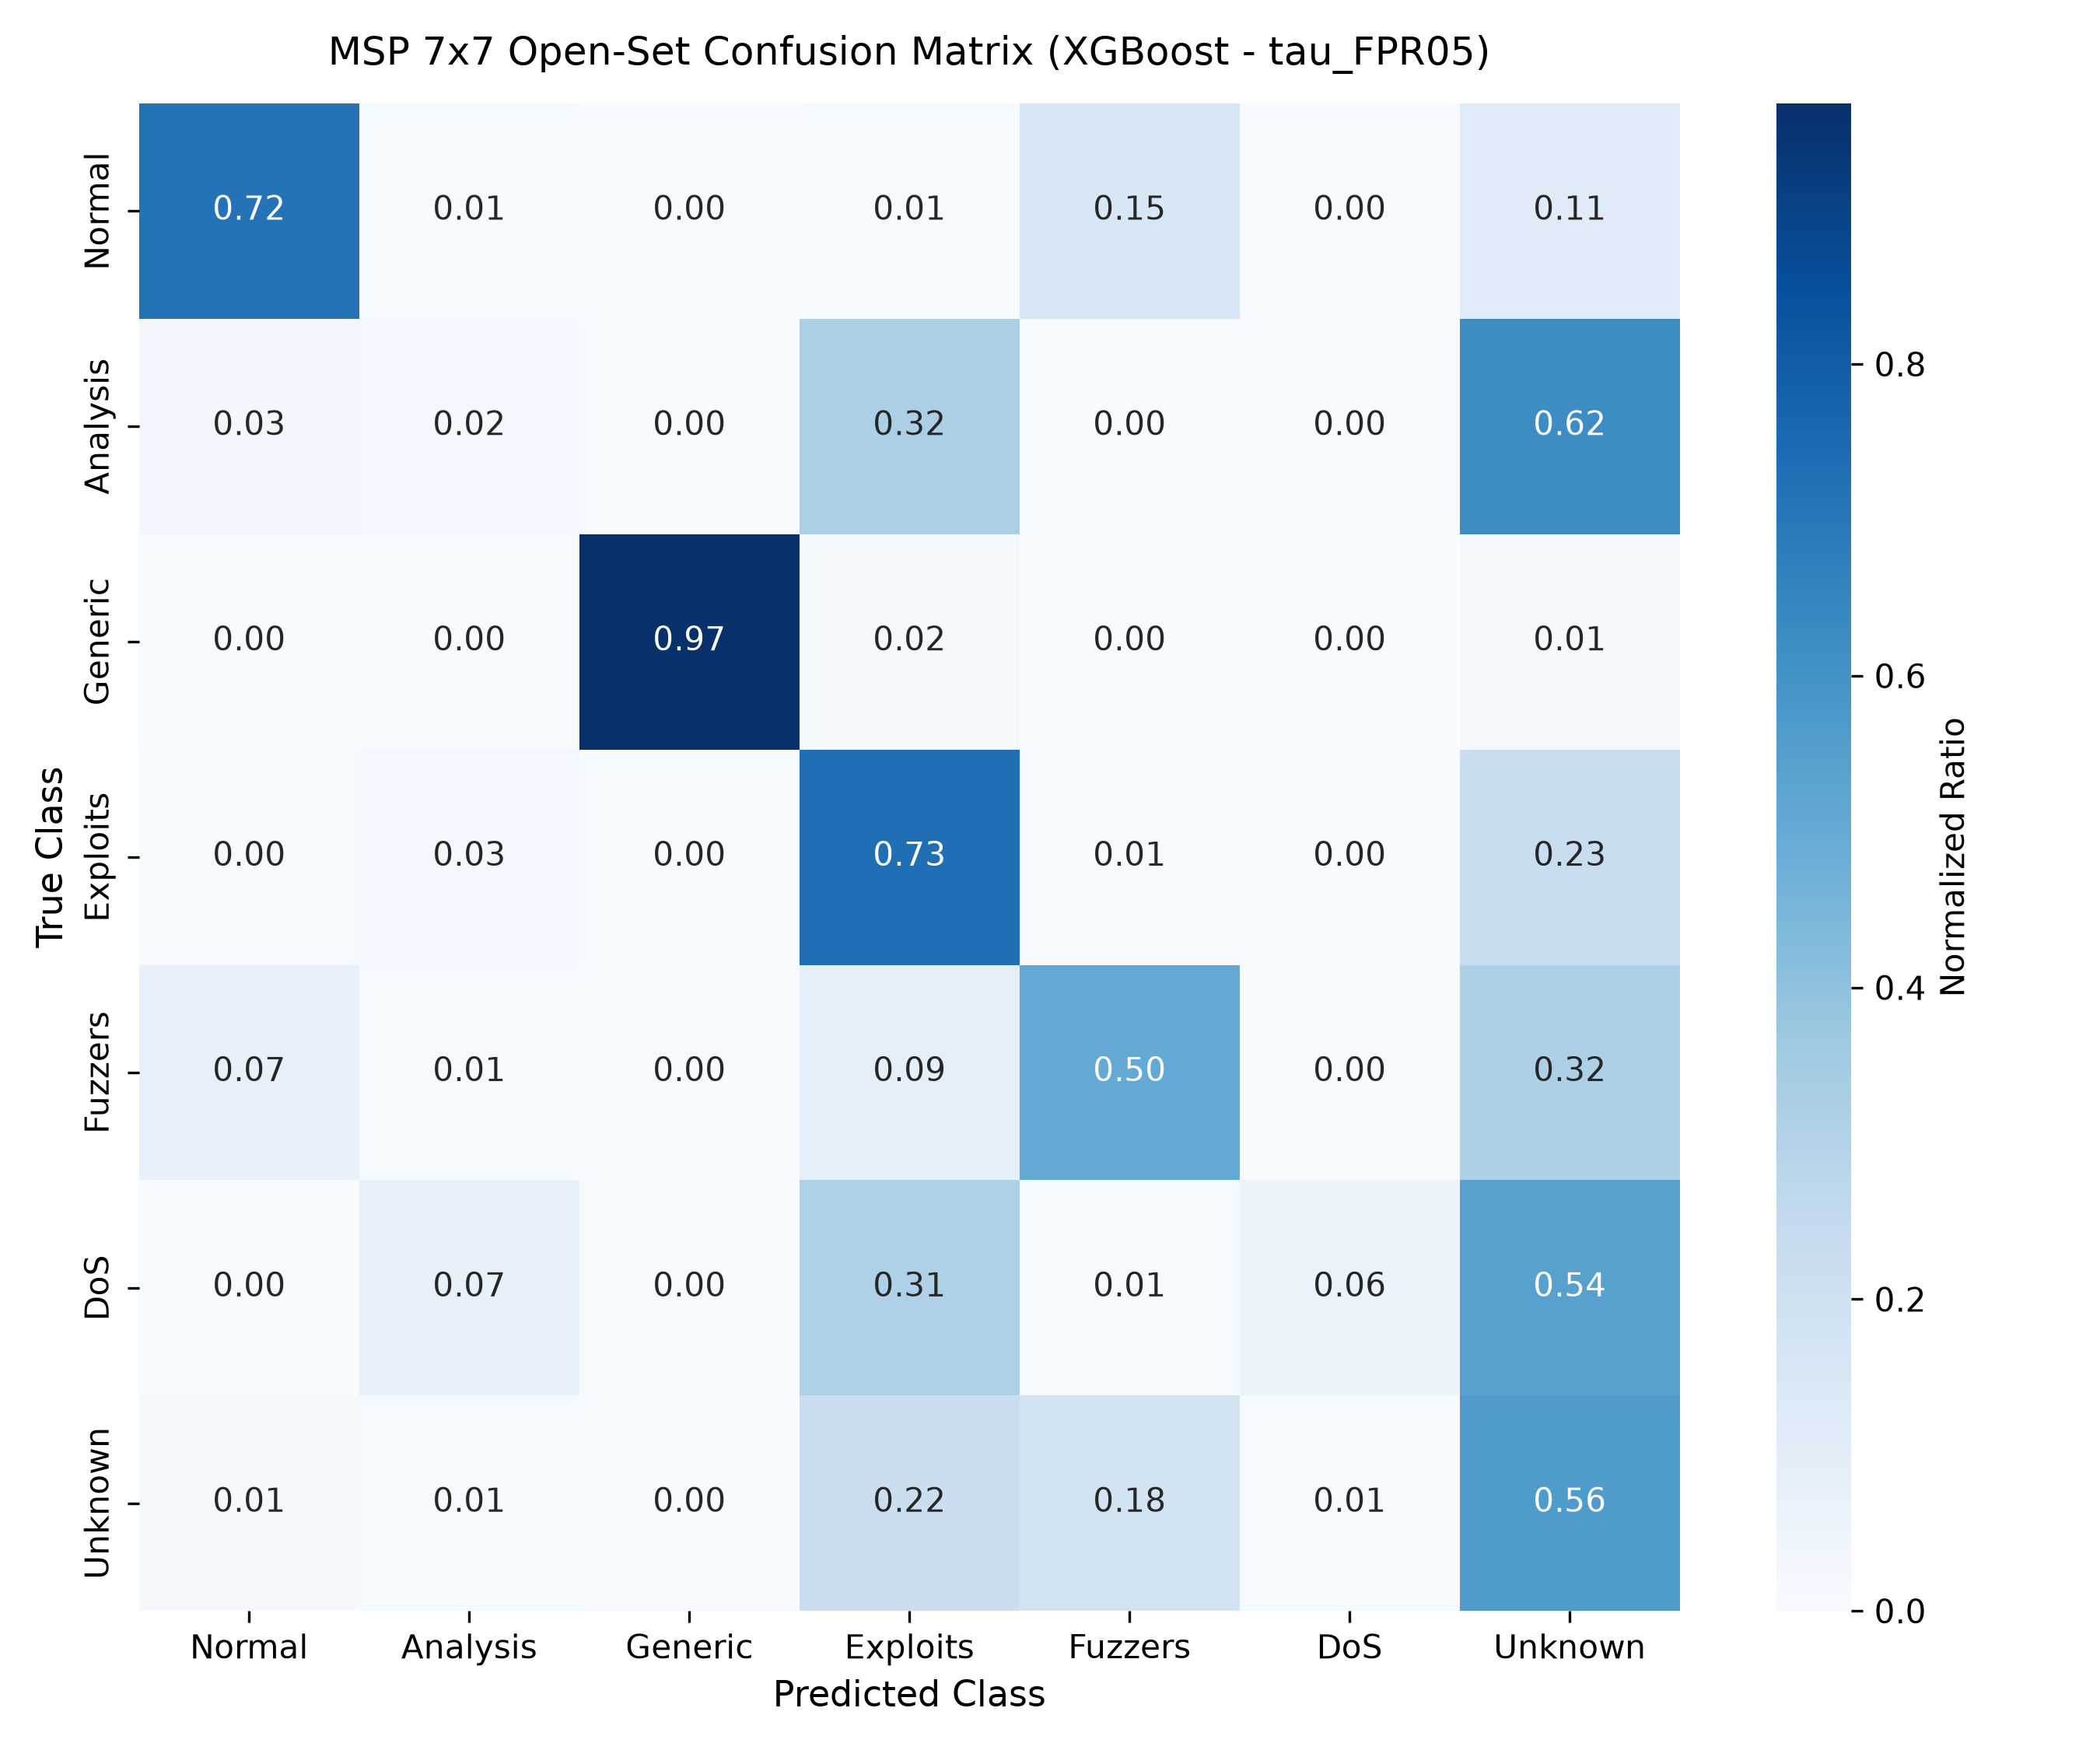 MSP 7x7 Open-Set Confusion Matrix (XGBoost - tau_FPR05)
Normal 0.72 0.01 0.00 0.01 0.15 0.00 0.11
Analysis 0.03 0.02 0.00 0.32 0.00 0.00 0.62
Generic 0.00 0.00 0.97 0.02 0.00 0.00 0.01
Exploits 0.00 0.03 0.00 0.73 0.01 0.00 0.23
Fuzzers 0.07 0.01 0.00 0.09 0.50 0.00 0.32
DoS 0.00 0.07 0.00 0.31 0.01 0.06 0.54
Unknown 0.01 0.01 0.00 0.22 0.18 0.01 0.56
True Class
Normal Analysis Generic Exploits Fuzzers DoS Unknown
Predicted Class
0.8
0.6
0.4
0.2
0.0
Normalized Ratio